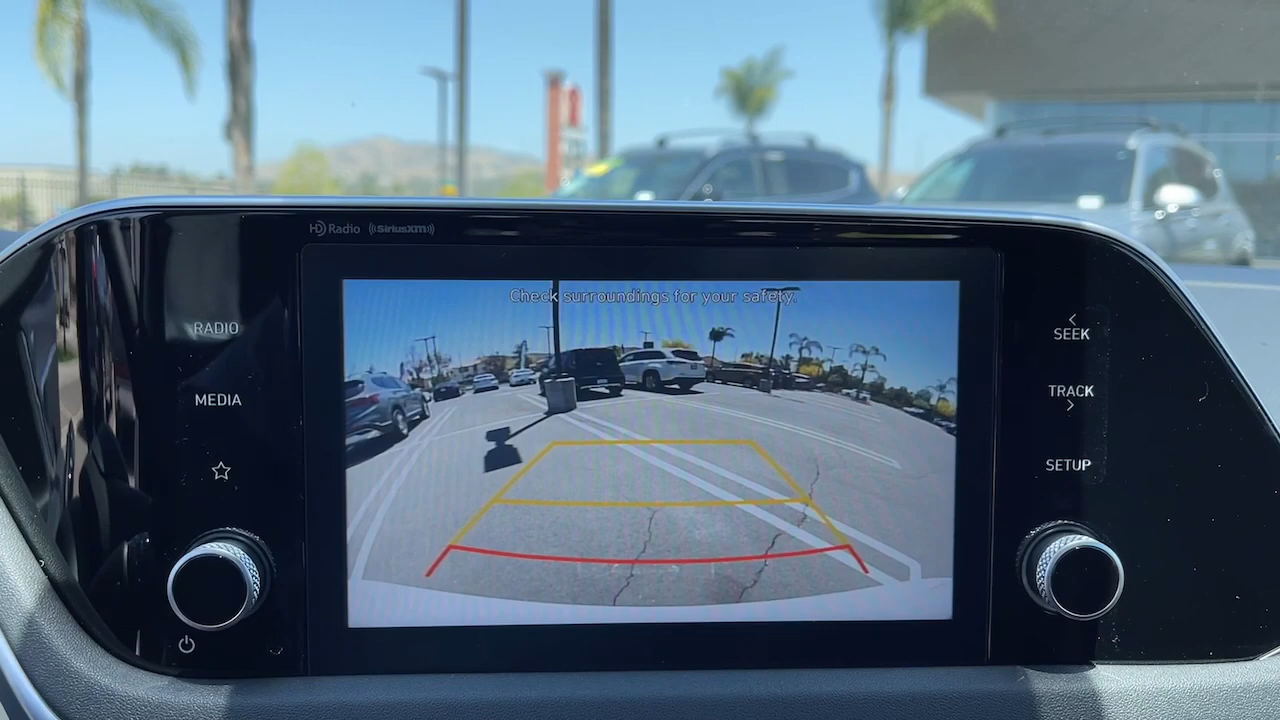 HD Radio
SiriusXM
Check surroundings for your safety.
RADIO
MEDIA
SEEK
TRACK
SETUP